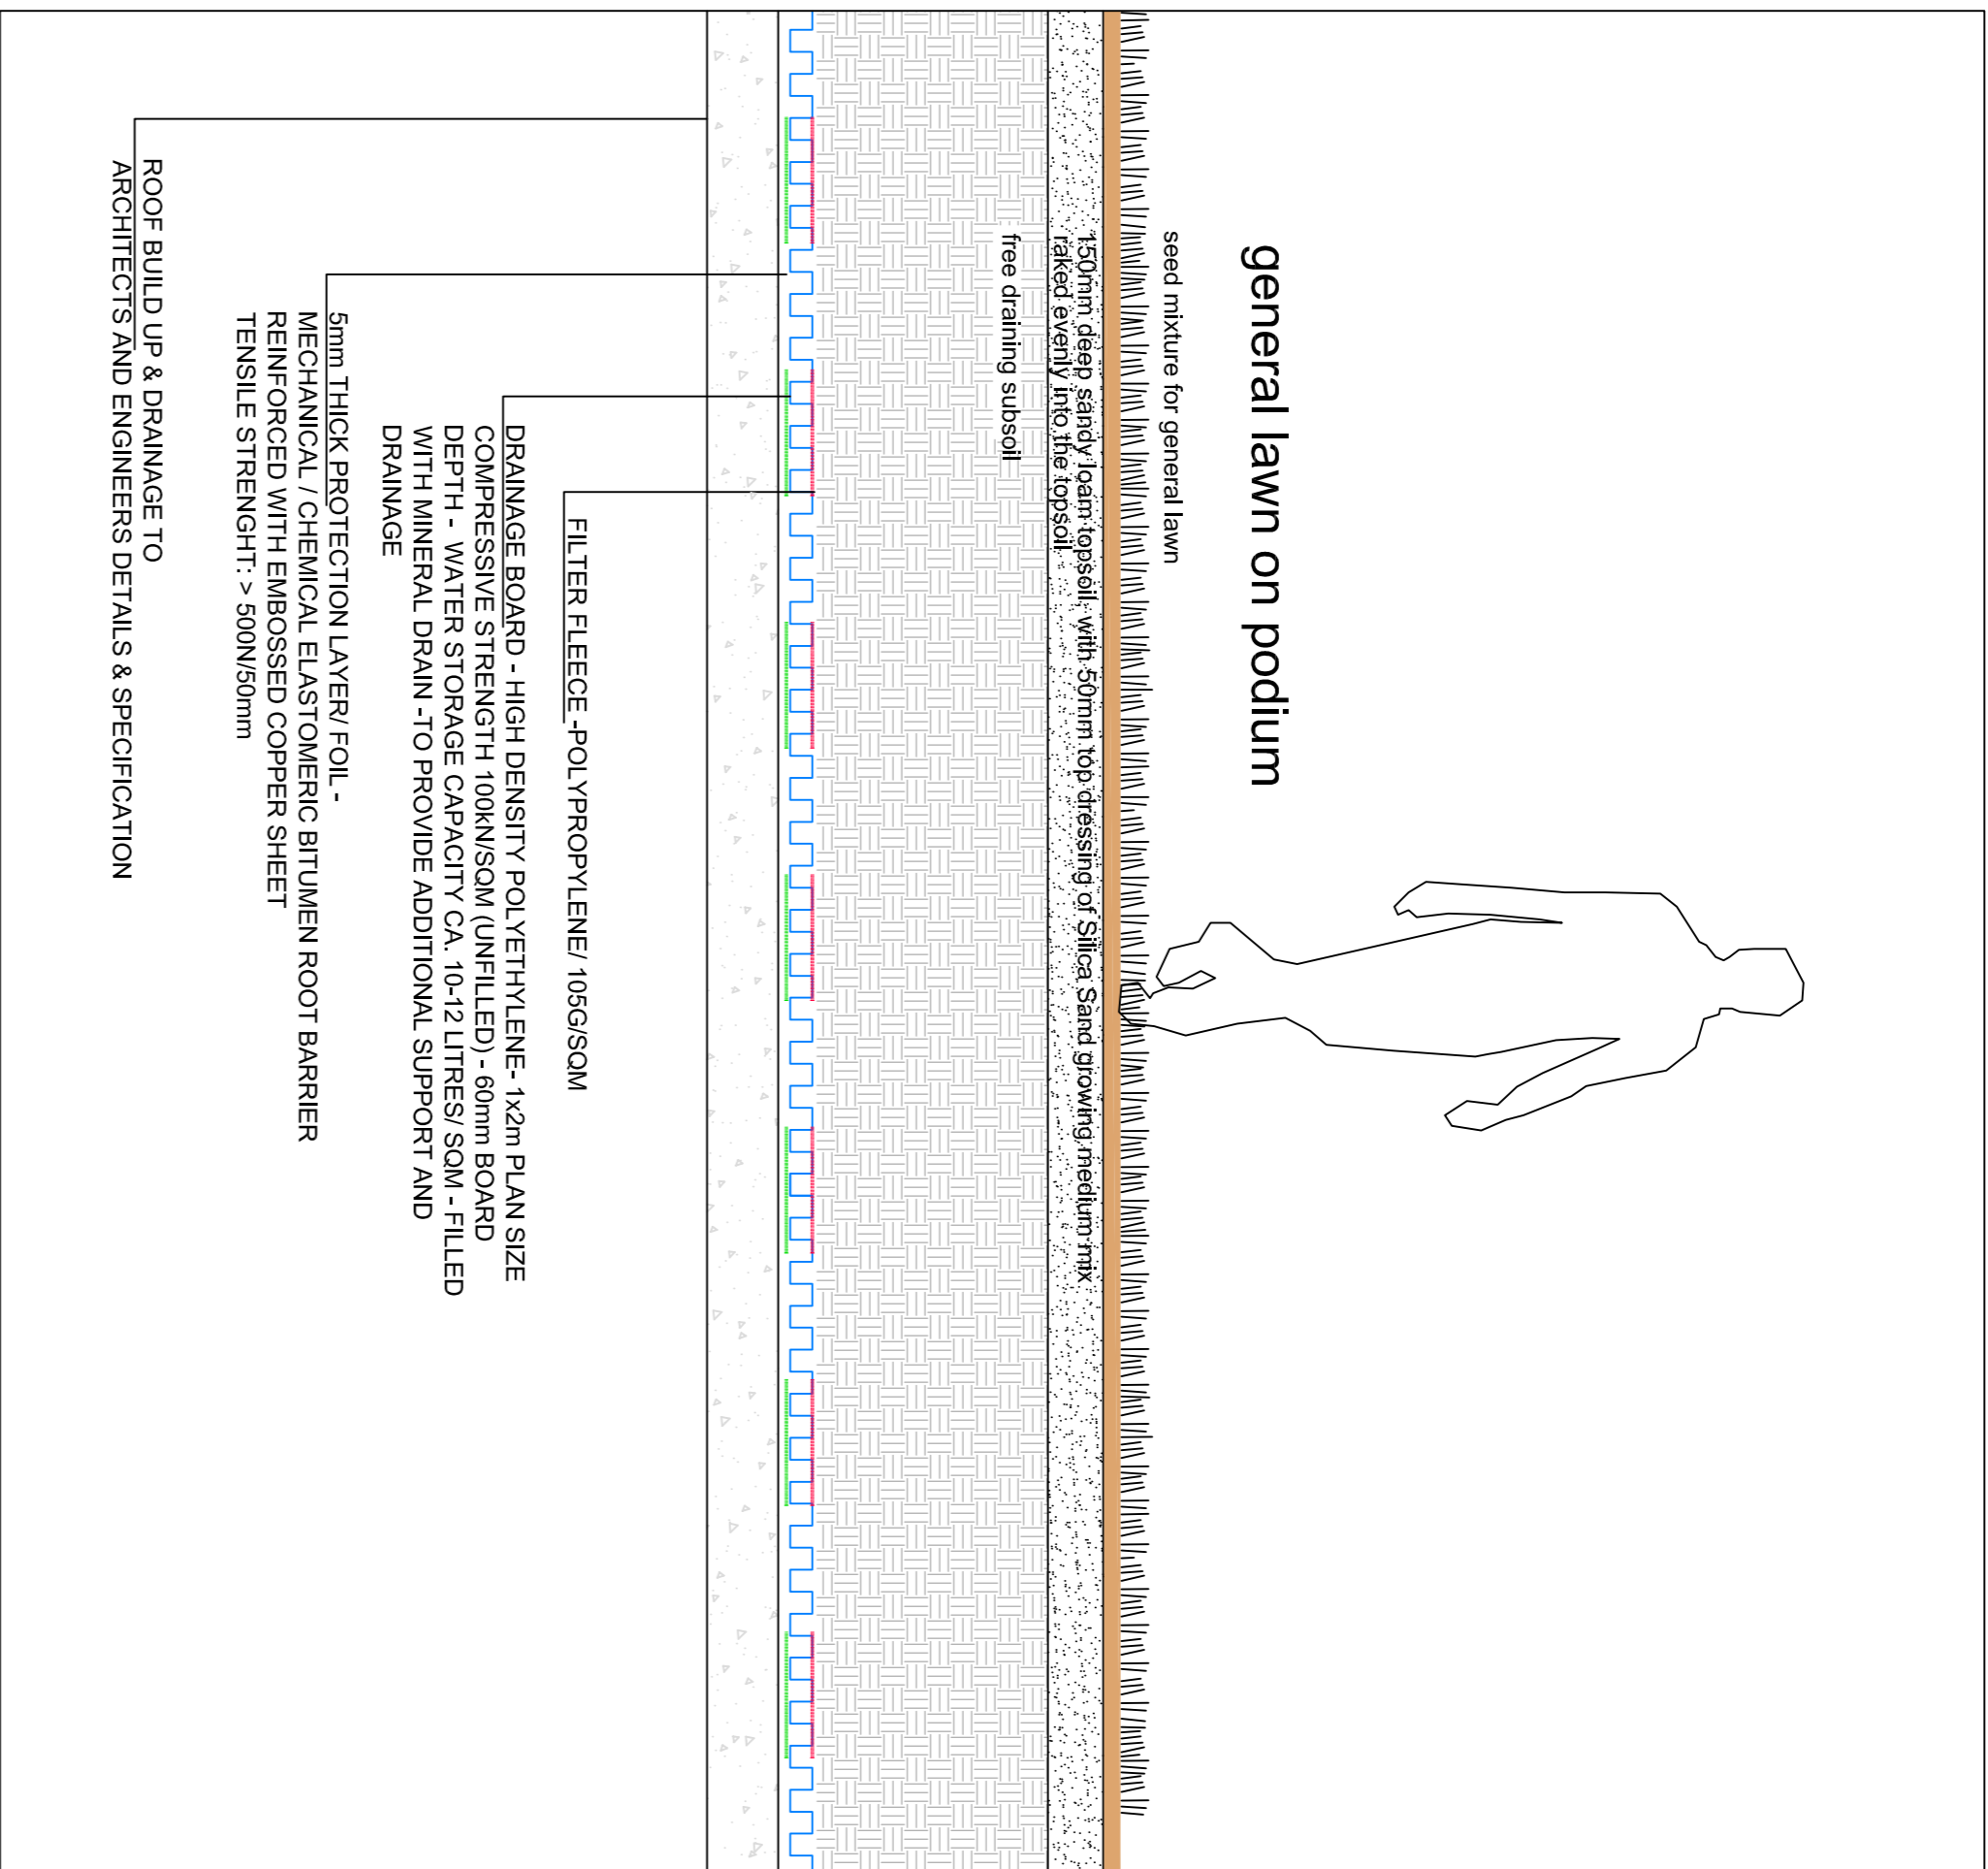 general lawn on podium
seed mixture for general lawn
150mm deep sandy loam topsoil, with 50mm top dressing of Silica Sand growing medium mix
raked evenly into the topsoil
free draining subsoil
FILTER FLEECE -POLYPROPYLENE/ 105G/SQM
DRAINAGE BOARD - HIGH DENSITY POLYETHYLENE- 1x2m PLAN SIZE
COMPRESSIVE STRENGTH 100kN/SQM (UNFILLED) - 60mm BOARD
DEPTH - WATER STORAGE CAPACITY CA. 10-12 LITRES/ SQM - FILLED
WITH MINERAL DRAIN -TO PROVIDE ADDITIONAL SUPPORT AND
DRAINAGE
5mm THICK PROTECTION LAYER/ FOIL -
MECHANICAL / CHEMICAL ELASTOMERIC BITUMEN ROOT BARRIER
REINFORCED WITH EMBOSSED COPPER SHEET
TENSILE STRENGHT: > 500N/50mm
ROOF BUILD UP & DRAINAGE TO
ARCHITECTS AND ENGINEERS DETAILS & SPECIFICATION